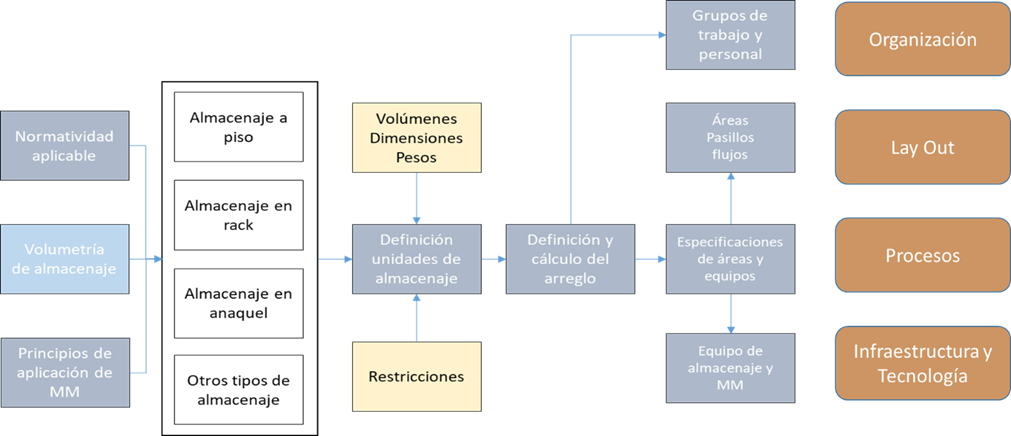 Normatividad
aplicable
Volumetría
de almacenaje
Principios de
aplicación de
MM
Almacenaje a
piso
Almacenaje en
rack
Almacenaje en
anaquel
Otros tipos de
almacenaje
Volúmenes
Dimensiones
Pesos
Definición
unidades de
almacenaje
Restricciones
Definición y
cálculo del
arreglo
Grupos de
trabajo y
personal
Áreas
Pasillos
flujos
Especificaciones
de áreas y
equipos
Equipo de
almacenaje y
MM
Organización
Lay Out
Procesos
Infraestructura y
Tecnología